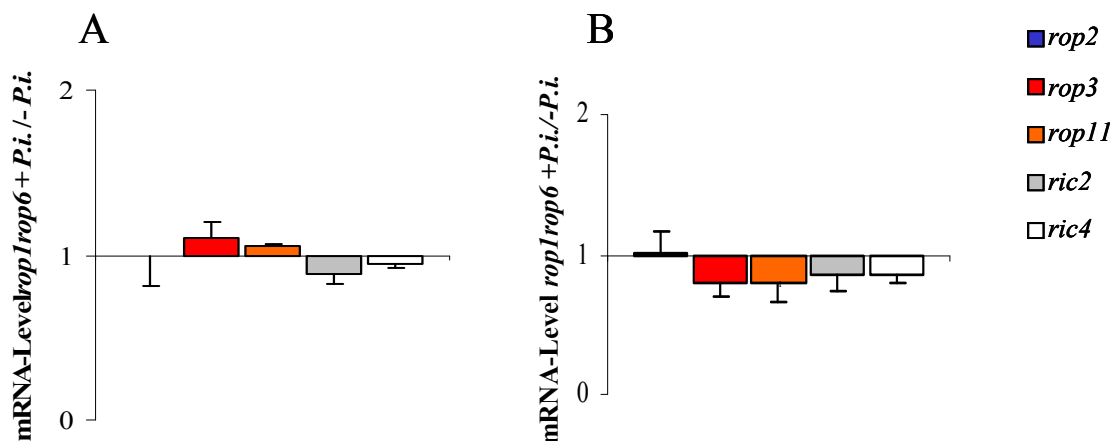 A
mRNA-Level rop1rop6 + P.i. / - P.i.
2
1
0
B
mRNA-Level rop1rop6 +P.i./-P.i.
2
1
0
rop2
rop3
rop11
ric2
ric4